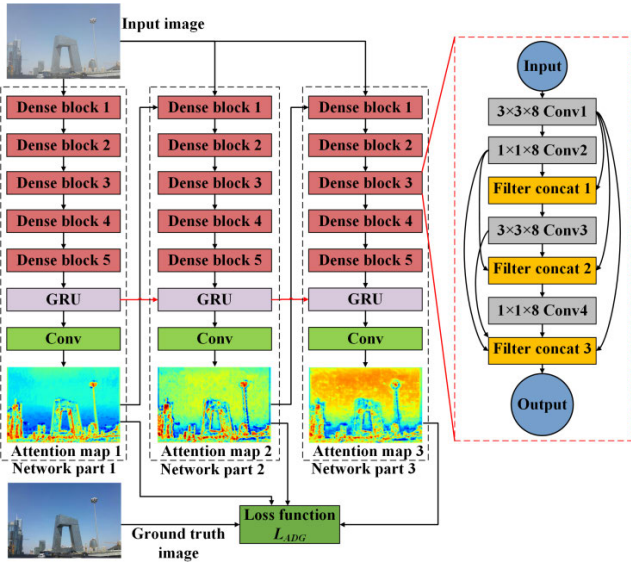 Input image
Dense block 1
Dense block 2
Dense block 3
Dense block 4
Dense block 5
GRU
Conv
Attention map 1
Network part 1
Dense block 1
Dense block 2
Dense block 3
Dense block 4
Dense block 5
GRU
Conv
Attention map 2
Network part 2
Dense block 1
Dense block 2
Dense block 3
Dense block 4
Dense block 5
GRU
Conv
Attention map 3
Network part 3
Input
3×3×8 Conv1
1×1×8 Conv2
Filter concat 1
3×3×8 Conv3
Filter concat 2
1×1×8 Conv4
Filter concat 3
Output
Ground truth
image
Loss function
L_ADG